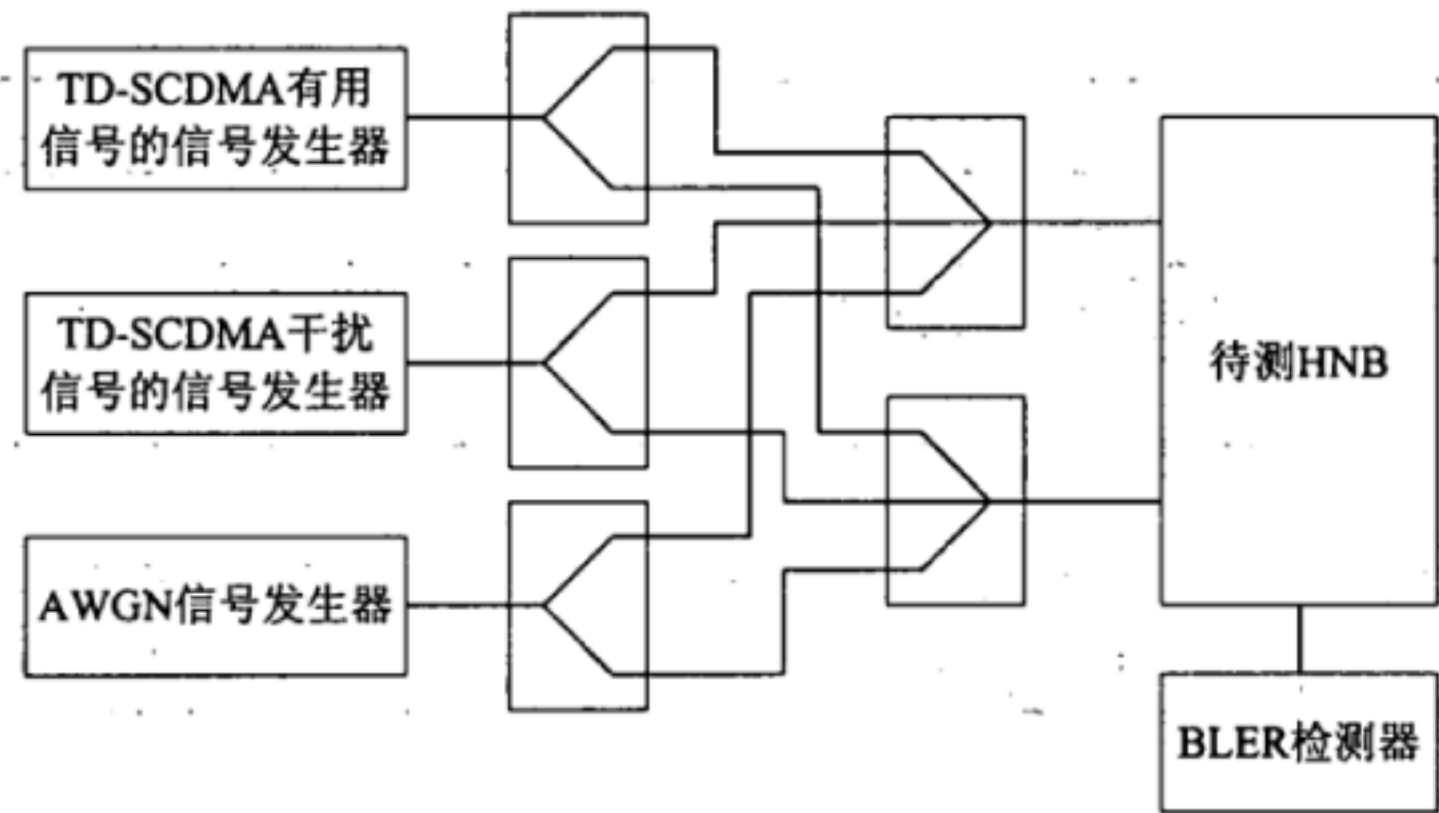 TD-SCDMA有用
信号的信号发生器
TD-SCDMA干扰
信号的信号发生器
AWGN信号发生器
待测HNB
BLER检测器